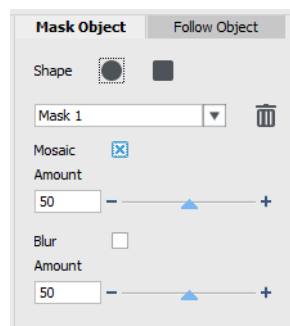 Mask Object Follow Object
Shape
Mask 1
Mosaic
Amount
50
Blur
Amount
50